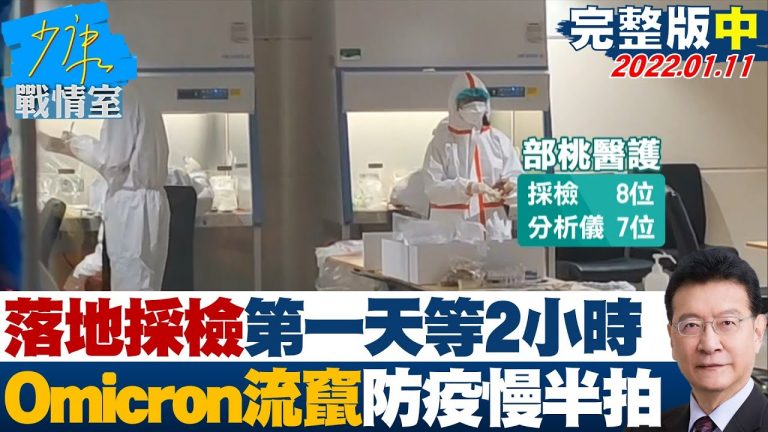 少康
戰情室
完整版中
2022.01.11
部桃醫護
採檢 8位
分析儀 7位
落地採檢第一天等2小時
Omicron流竄防疫慢半拍